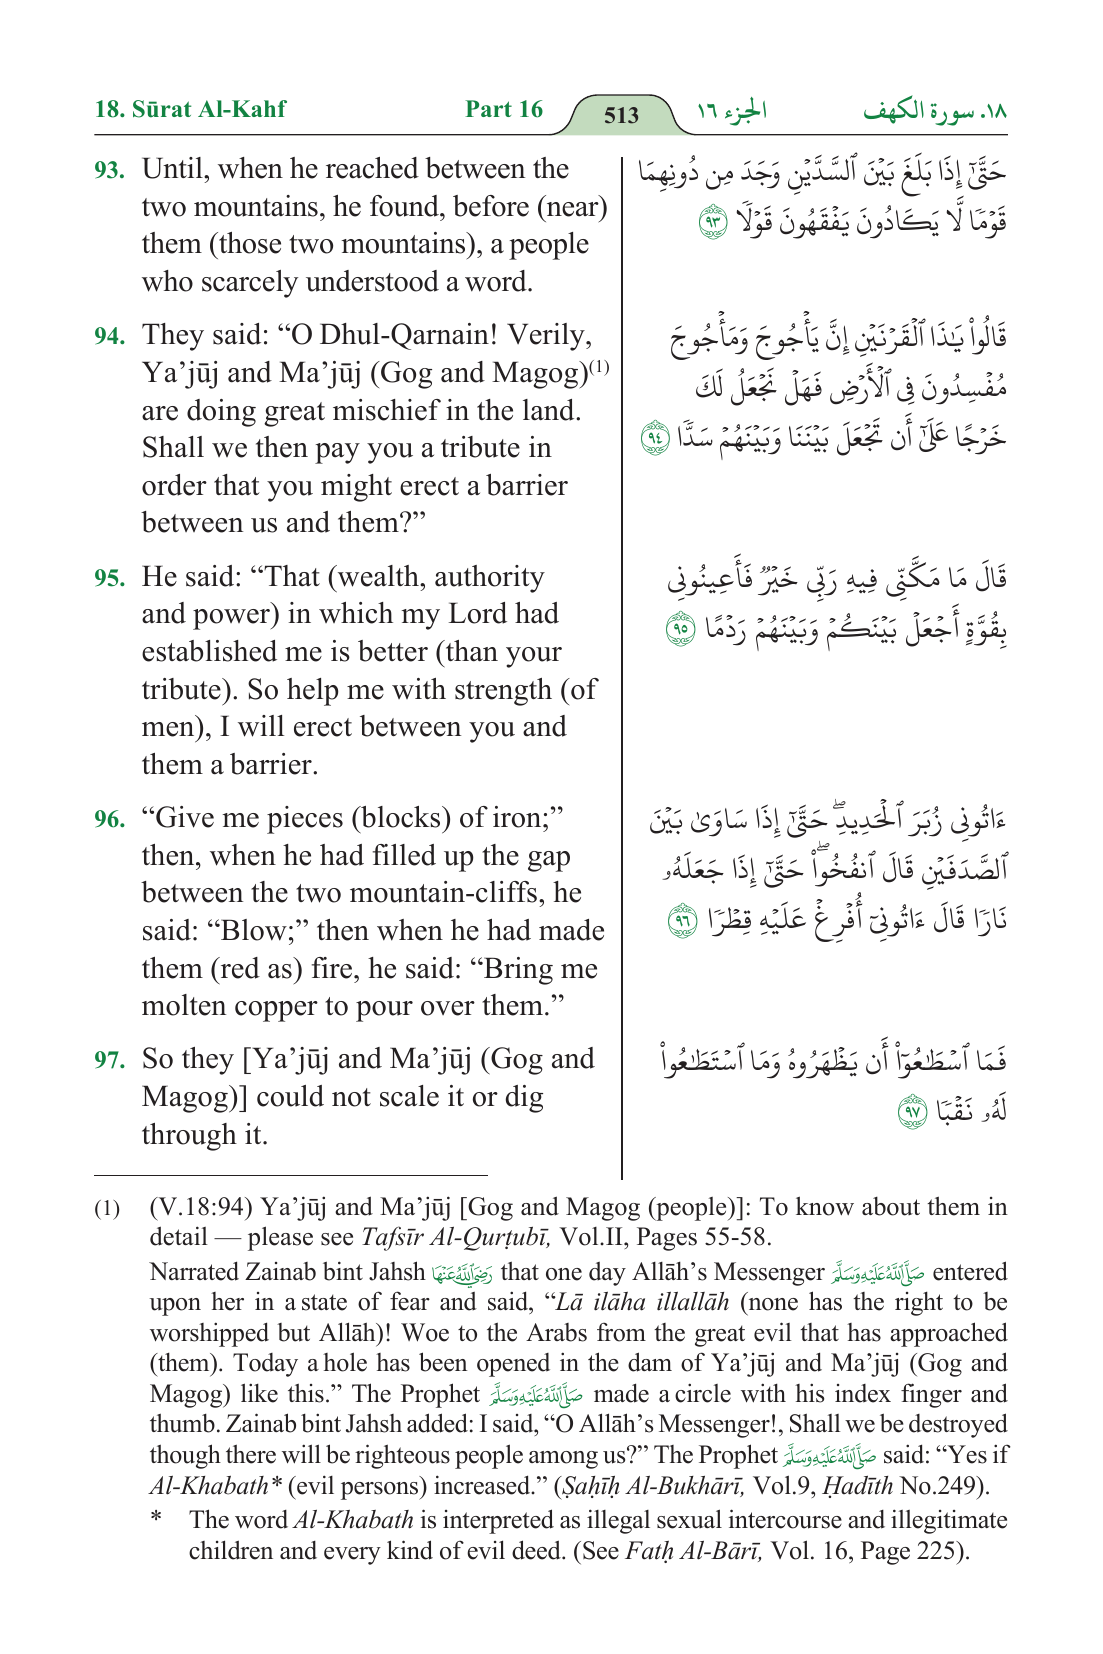 18. Sūrat Al-Kahf Part 16 513 الجزء ١٦ ١٨. سورة الكهف
93. Until, when he reached between the
two mountains, he found, before (near)
them (those two mountains), a people
who scarcely understood a word.
حَتَّىٰٓ إِذَا بَلَغَ بَيْنَ ٱلسَّدَّيْنِ وَجَدَ مِن دُونِهِمَا
قَوْمًا لَّا يَكَادُونَ يَفْقَهُونَ قَوْلًا ٩٣
94. They said: “O Dhul-Qarnain! Verily,
Ya’jūj and Ma’jūj (Gog and Magog)(1)
are doing great mischief in the land.
Shall we then pay you a tribute in
order that you might erect a barrier
between us and them?”
قَالُوا۟ يَـٰذَا ٱلْقَرْنَيْنِ إِنَّ يَأْجُوجَ وَمَأْجُوجَ
مُفْسِدُونَ فِى ٱلْأَرْضِ فَهَلْ نَجْعَلُ لَكَ
خَرْجًا عَلَىٰٓ أَن تَجْعَلَ بَيْنَنَا وَبَيْنَهُمْ سَدًّا ٩٤
95. He said: “That (wealth, authority
and power) in which my Lord had
established me is better (than your
tribute). So help me with strength (of
men), I will erect between you and
them a barrier.
قَالَ مَا مَكَّنِّى فِيهِ رَبِّى خَيْرٌ فَأَعِينُونِى
بِقُوَّةٍ أَجْعَلْ بَيْنَكُمْ وَبَيْنَهُمْ رَدْمًا ٩٥
96. “Give me pieces (blocks) of iron;”
then, when he had filled up the gap
between the two mountain-cliffs, he
said: “Blow;” then when he had made
them (red as) fire, he said: “Bring me
molten copper to pour over them.”
ءَاتُونِى زُبَرَ ٱلْحَدِيدِ ۖ حَتَّىٰٓ إِذَا سَاوَىٰ بَيْنَ
ٱلصَّدَفَيْنِ قَالَ ٱنفُخُوا۟ ۖ حَتَّىٰٓ إِذَا جَعَلَهُۥ
نَارًا قَالَ ءَاتُونِىٓ أُفْرِغْ عَلَيْهِ قِطْرًا ٩٦
97. So they [Ya’jūj and Ma’jūj (Gog and
Magog)] could not scale it or dig
through it.
فَمَا ٱسْطَـٰعُوٓا۟ أَن يَظْهَرُوهُ وَمَا ٱسْتَطَـٰعُوا۟
لَهُۥ نَقْبًا ٩٧
(1) (V.18:94) Ya’jūj and Ma’jūj [Gog and Magog (people)]: To know about them in
detail — please see Tafsīr Al-Qurṭubī, Vol.II, Pages 55-58.
Narrated Zainab bint Jahsh رَضِيَ اللَّهُ عَنْهَا that one day Allāh’s Messenger صَلَّى اللَّهُ عَلَيْهِ وَسَلَّمَ entered
upon her in a state of fear and said, “Lā ilāha illallāh (none has the right to be
worshipped but Allāh)! Woe to the Arabs from the great evil that has approached
(them). Today a hole has been opened in the dam of Ya’jūj and Ma’jūj (Gog and
Magog) like this.” The Prophet صَلَّى اللَّهُ عَلَيْهِ وَسَلَّمَ made a circle with his index finger and
thumb. Zainab bint Jahsh added: I said, “O Allāh’s Messenger!, Shall we be destroyed
though there will be righteous people among us?” The Prophet صَلَّى اللَّهُ عَلَيْهِ وَسَلَّمَ said: “Yes if
Al-Khabath* (evil persons) increased.” (Ṣaḥīḥ Al-Bukhārī, Vol.9, Ḥadīth No.249).
* The word Al-Khabath is interpreted as illegal sexual intercourse and illegitimate
children and every kind of evil deed. (See Fatḥ Al-Bārī, Vol. 16, Page 225).